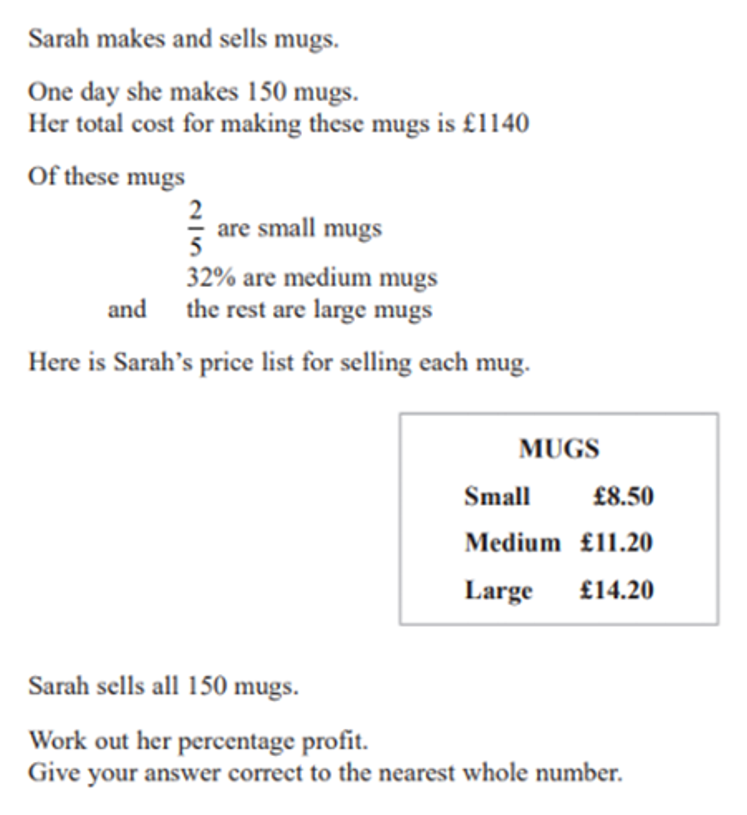 Sarah makes and sells mugs.
One day she makes 150 mugs.
Her total cost for making these mugs is £1140
Of these mugs
2/5 are small mugs
32% are medium mugs
and the rest are large mugs
Here is Sarah’s price list for selling each mug.
MUGS
Small £8.50
Medium £11.20
Large £14.20
Sarah sells all 150 mugs.
Work out her percentage profit.
Give your answer correct to the nearest whole number.